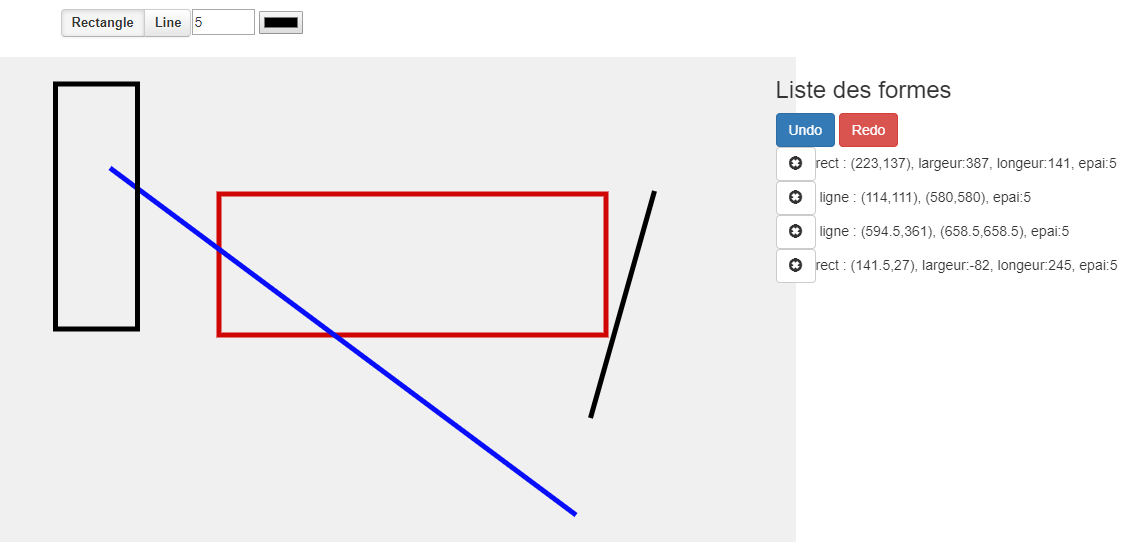 Rectangle Line 5
Liste des formes
Undo Redo
rect : (223,137), largeur:387, longeur:141, epai:5
ligne : (114,111), (580,580), epai:5
ligne : (594.5,361), (658.5,658.5), epai:5
rect : (141.5,27), largeur:-82, longeur:245, epai:5